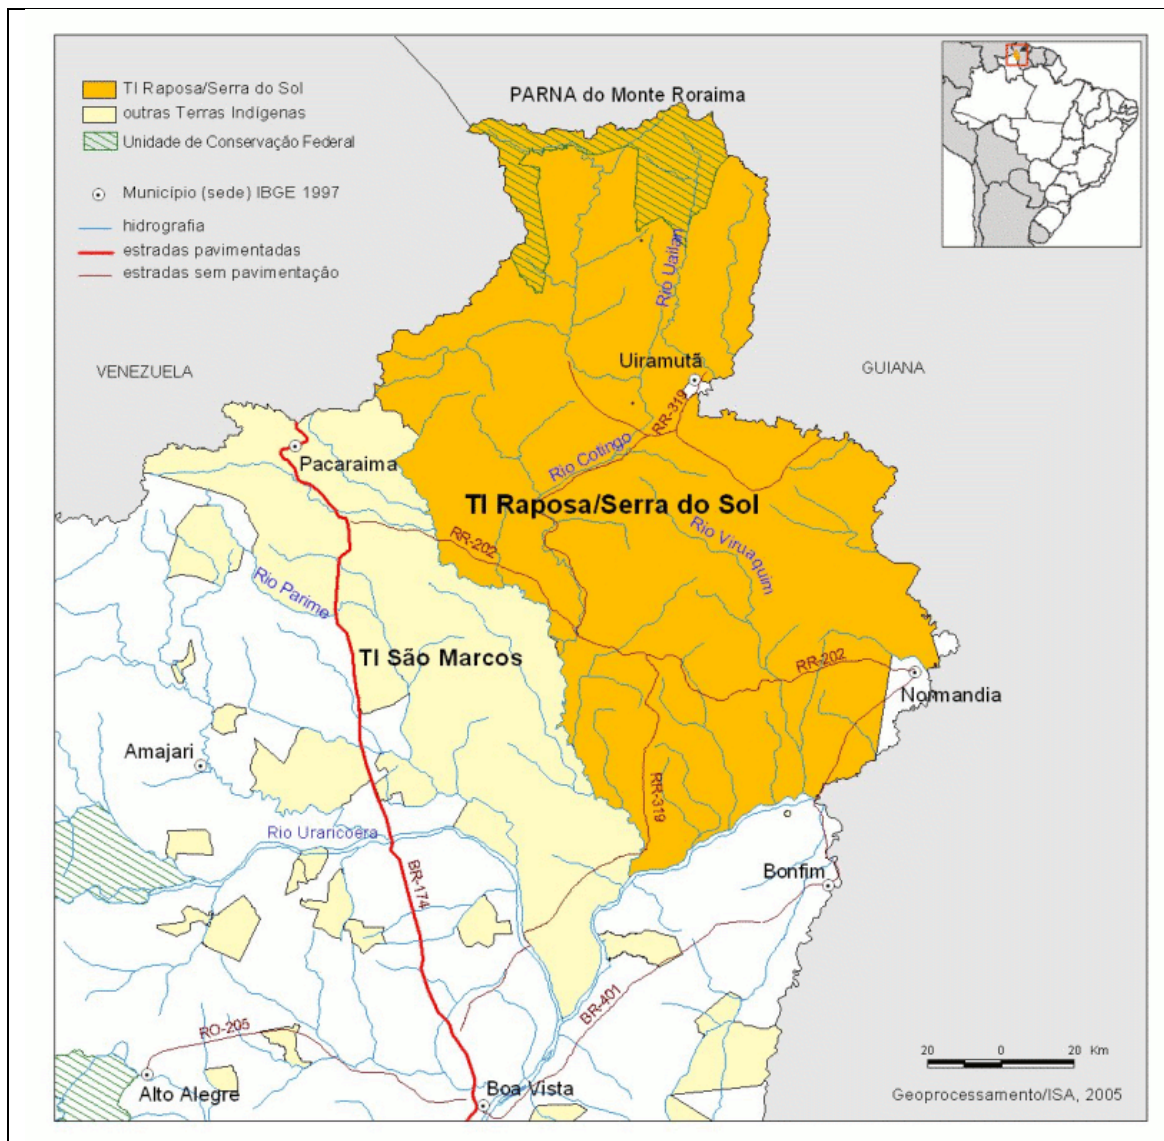 TI Raposa/Serra do Sol
outras Terras Indígenas
Unidade de Conservação Federal
Município (sede) IBGE 1997
hidrografia
estradas pavimentadas
estradas sem pavimentação
PARNA do Monte Roraima
Rio Uailan
VENEZUELA
Uiramutã
GUIANA
RR-319
Rio Cotingo
Pacaraima
TI Raposa/Serra do Sol
RR-202
Rio Viruaquim
Rio Parime
TI São Marcos
RR-202
Normandia
Amajari
RR-319
Rio Uraricoera
BR-174
Bonfim
BR-401
RO-205
Alto Alegre
Boa Vista
20 0 20 Km
Geoprocessamento/ISA, 2005